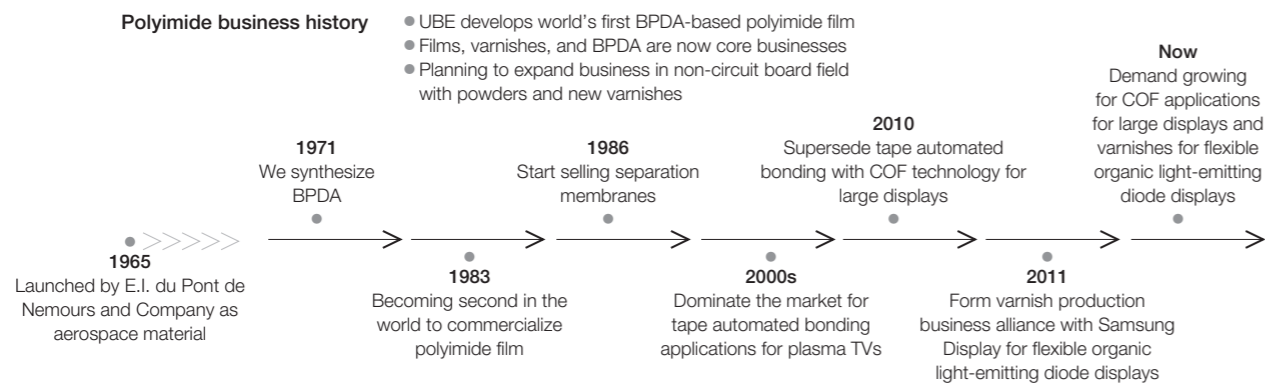 Polyimide business history
● UBE develops world's first BPDA-based polyimide film
● Films, varnishes, and BPDA are now core businesses
● Planning to expand business in non-circuit board field
with powders and new varnishes
1965
Launched by E.I. du Pont de
Nemours and Company as
aerospace material
1971
We synthesize
BPDA
1983
Becoming second in the
world to commercialize
polyimide film
1986
Start selling separation
membranes
2000s
Dominate the market for
tape automated bonding
applications for plasma TVs
2010
Supersede tape automated
bonding with COF technology for
large displays
2011
Form varnish production
business alliance with Samsung
Display for flexible organic
light-emitting diode displays
Now
Demand growing
for COF applications
for large displays and
varnishes for flexible
organic light-emitting
diode displays